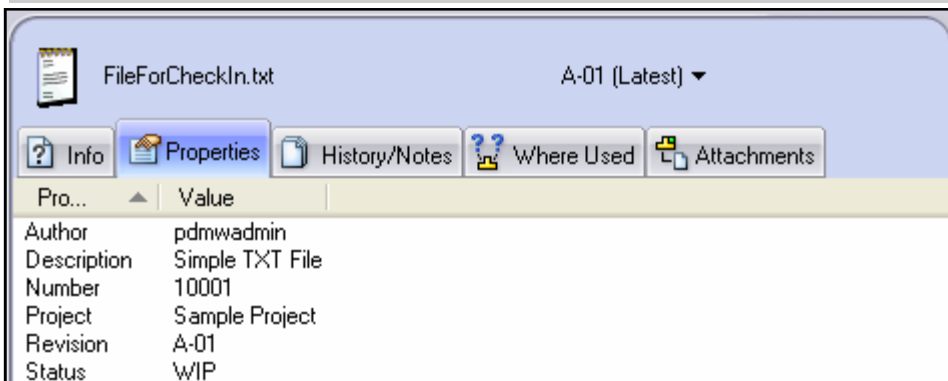 FileForCheckIn.txt A-01 (Latest)
Info Properties History/Notes Where Used Attachments
Pro... Value
Author pdmwadmin
Description Simple TXT File
Number 10001
Project Sample Project
Revision A-01
Status WIP